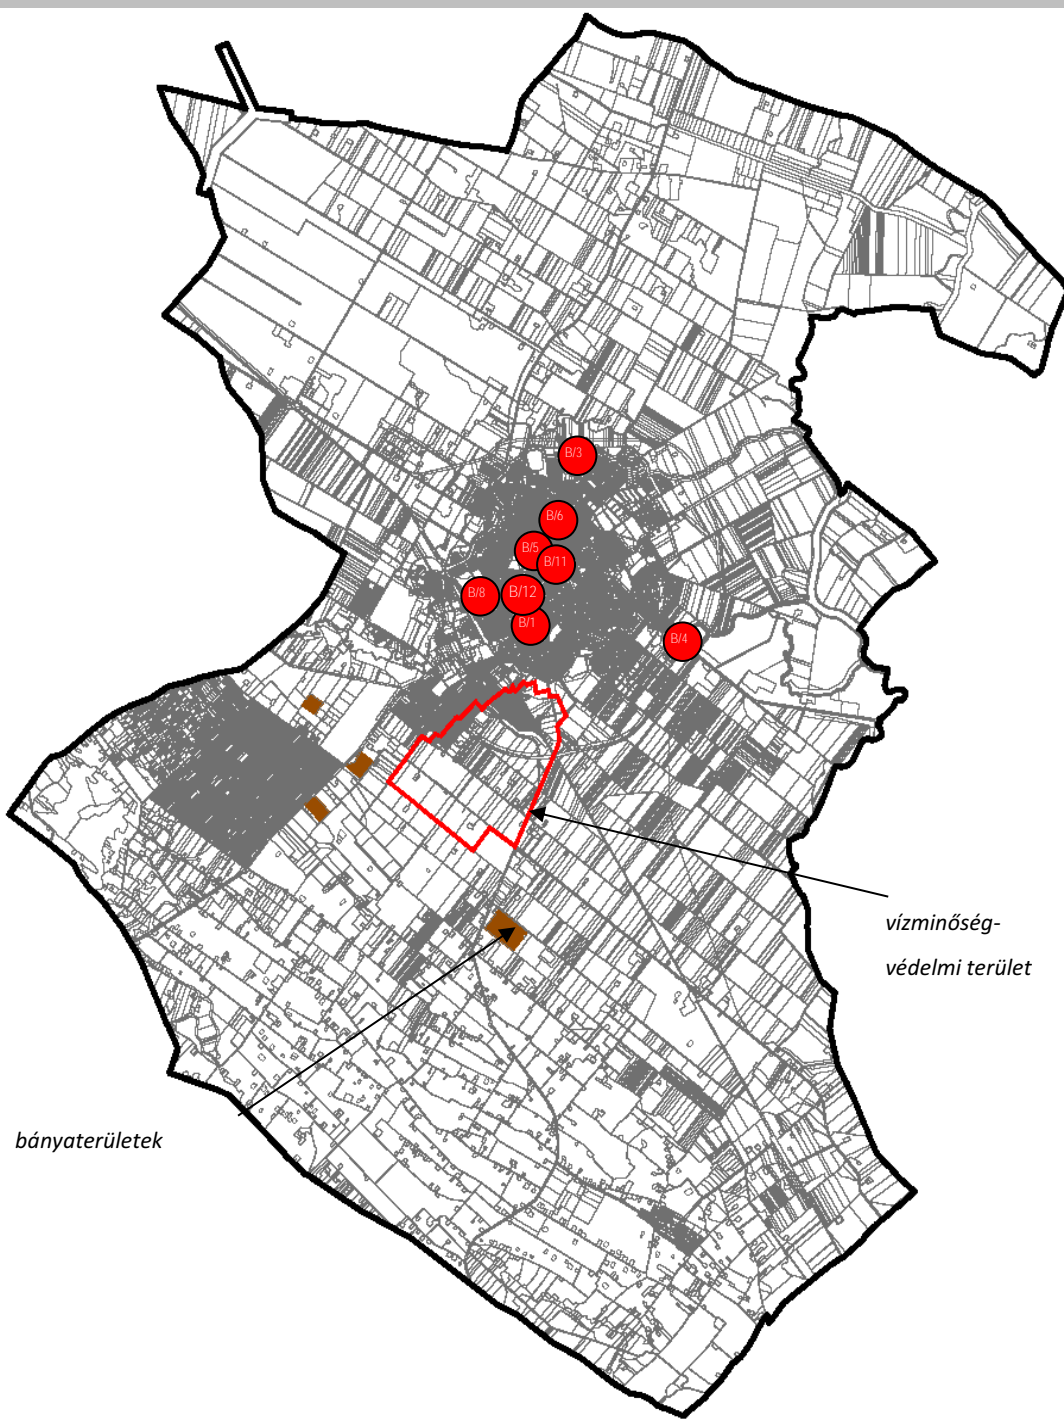 B/3
B/6
B/5
B/11
B/8
B/12
B/1
B/4
vízminőség-
védelmi terület
bányaterületek